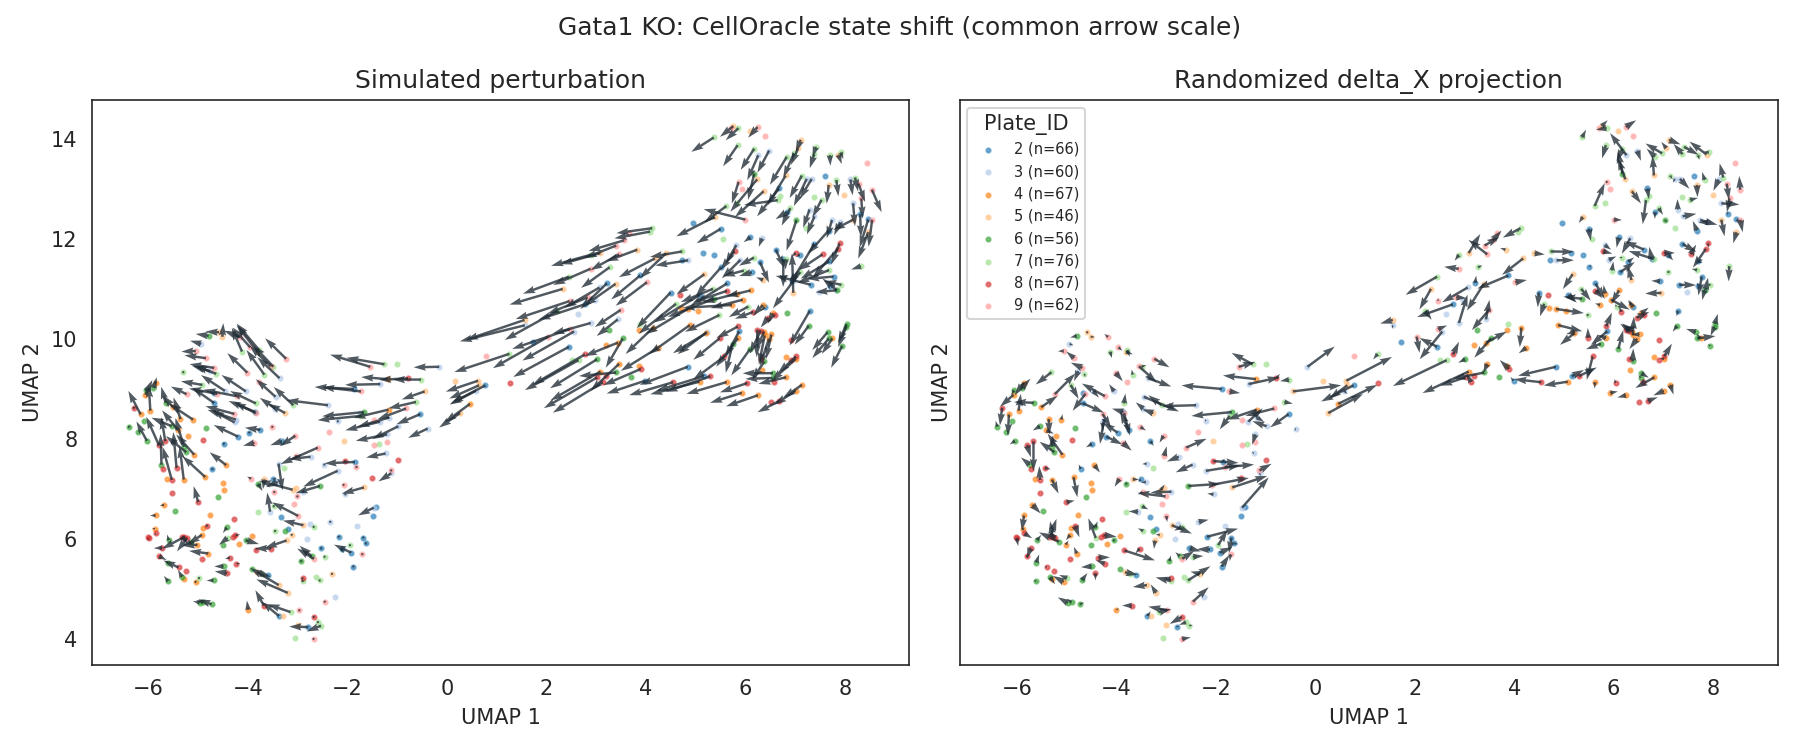 Gata1 KO: CellOracle state shift (common arrow scale)
Simulated perturbation
Randomized delta_X projection
Plate_ID
2 (n=66)
3 (n=60)
4 (n=67)
5 (n=46)
6 (n=56)
7 (n=76)
8 (n=67)
9 (n=62)
14
12
10
8
6
4
UMAP 2
UMAP 2
−6 −4 −2 0 2 4 6 8
−6 −4 −2 0 2 4 6 8
UMAP 1
UMAP 1